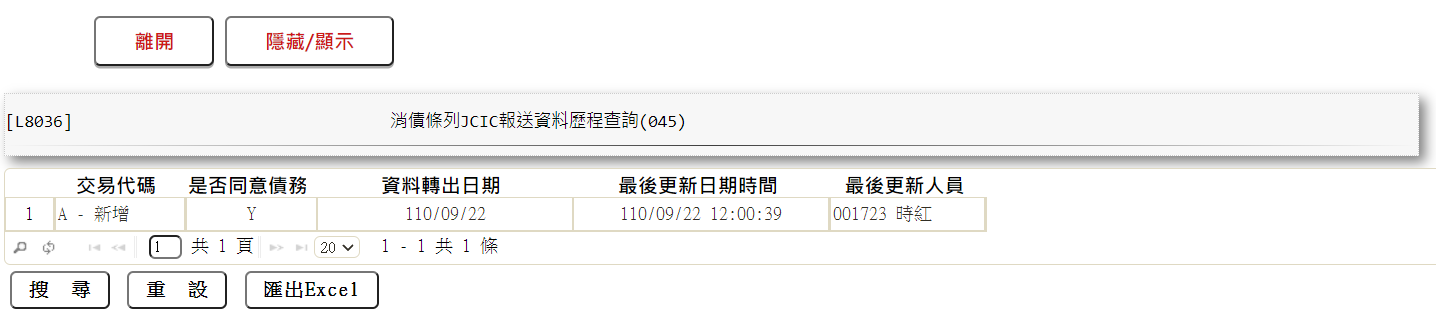 離開 隱藏/顯示
[L8036] 消債條列JCIC報送資料歷程查詢(045)
交易代碼 是否同意債務 資料轉出日期 最後更新日期時間 最後更新人員
1 A - 新增 Y 110/09/22 110/09/22 12:00:39 001723 時紅
1 共 1 頁 20 1 - 1 共 1 條
搜 尋 重 設 匯出Excel